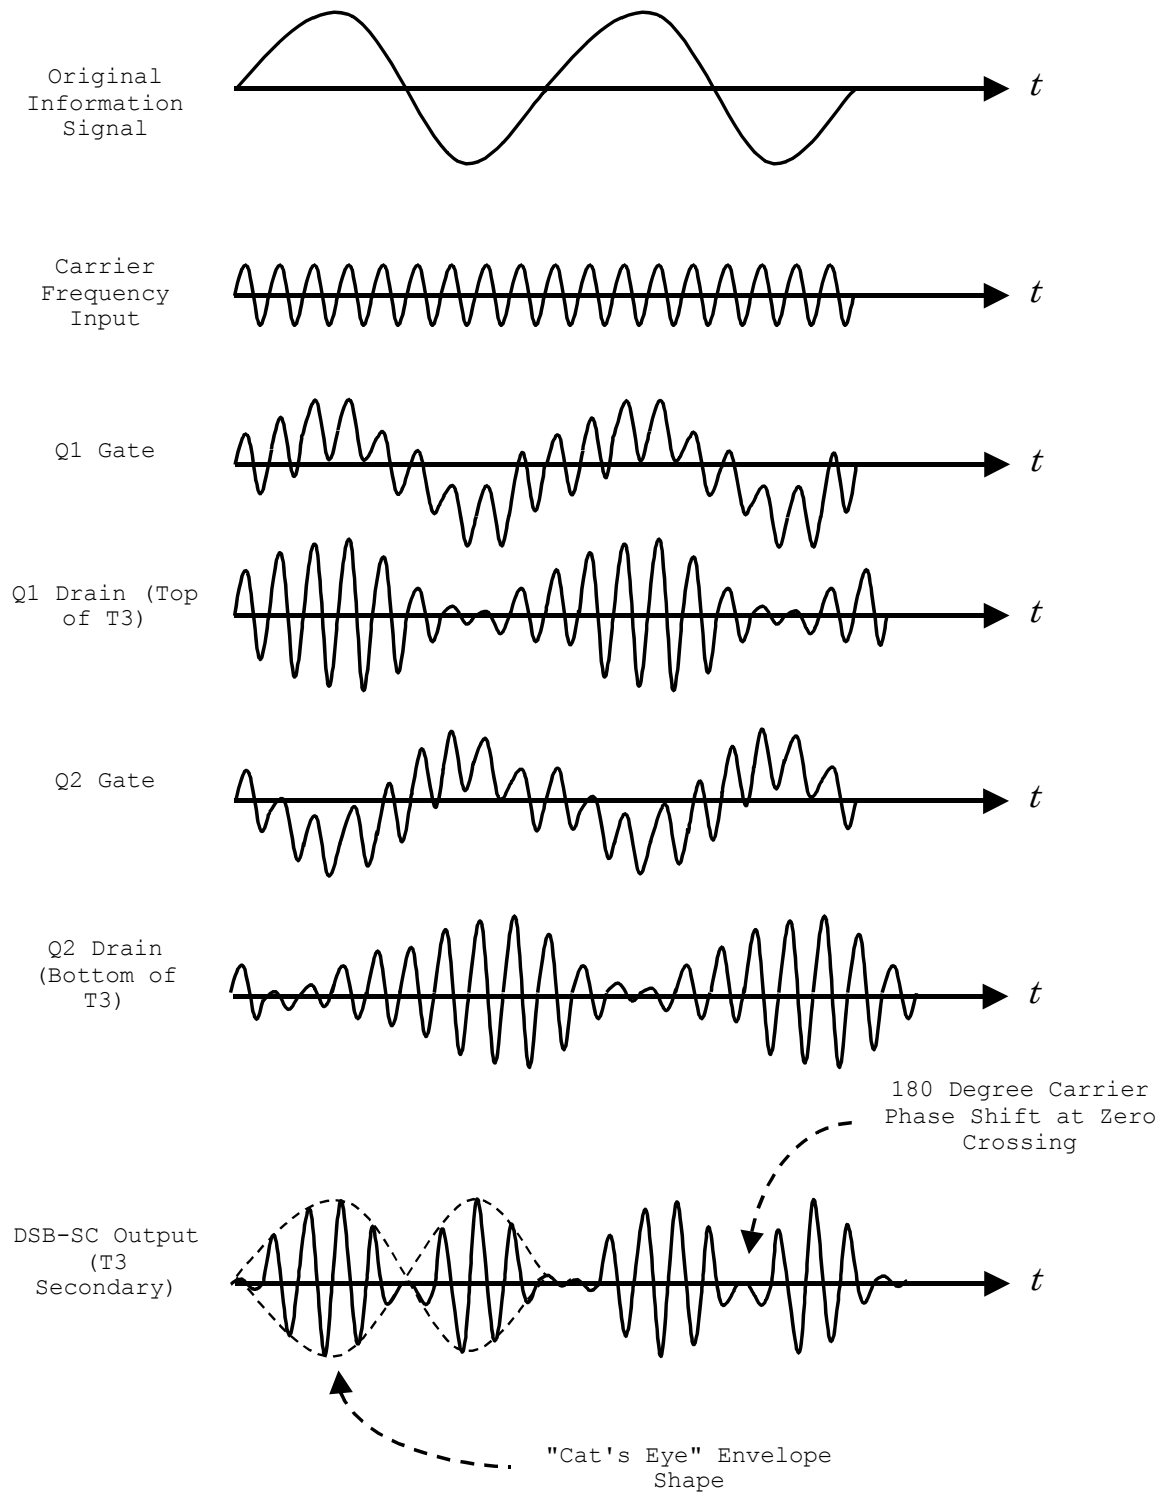 Original
Information
Signal
t
Carrier
Frequency
Input
t
Q1 Gate
t
Q1 Drain (Top
of T3)
t
Q2 Gate
t
Q2 Drain
(Bottom of
T3)
t
180 Degree Carrier
Phase Shift at Zero
Crossing
DSB-SC Output
(T3
Secondary)
t
"Cat's Eye" Envelope
Shape